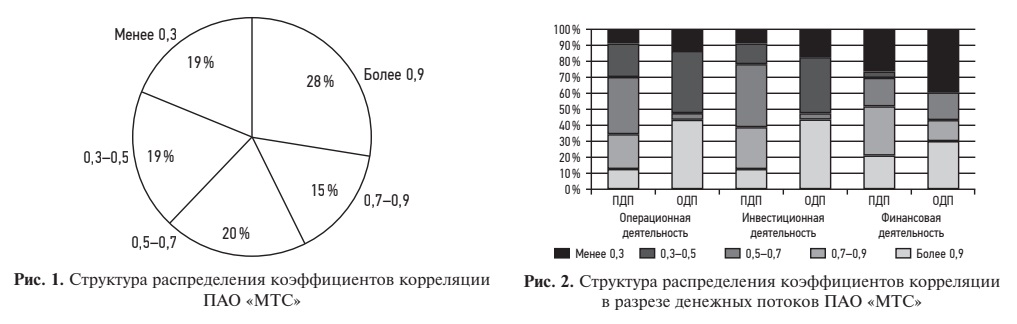 Менее 0,3
19 %
28 %
Более 0,9
0,3–0,5
19 %
15 %
0,7–0,9
0,5–0,7
20 %
Рис. 1. Структура распределения коэффициентов корреляции
ПАО «МТС»
100 %
90 %
80 %
70 %
60 %
50 %
40 %
30 %
20 %
10 %
0 %
ПДП ОДП ПДП ОДП ПДП ОДП
Операционная деятельность
Инвестиционная деятельность
Финансовая деятельность
Менее 0,3 0,3–0,5 0,5–0,7 0,7–0,9 Более 0,9
Рис. 2. Структура распределения коэффициентов корреляции
в разрезе денежных потоков ПАО «МТС»